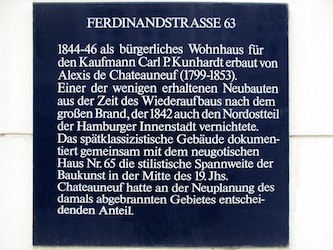 FERDINANDSTRASSE 63
1844-46 als bürgerliches Wohnhaus für
den Kaufmann Carl P. Kunhardt erbaut von
Alexis de Chateauneuf (1799-1853).
Einer der wenigen erhaltenen Neubauten
aus der Zeit des Wiederaufbaus nach dem
großen Brand, der 1842 auch den Nordostteil
der Hamburger Innenstadt vernichtete.
Das spätklassizistische Gebäude dokumen-
tiert gemeinsam mit dem neugotischen
Haus Nr. 65 die stilistische Spannweite der
Baukunst in der Mitte des 19. Jhs.
Chateauneuf hatte an der Neuplanung des
damals abgebrannten Gebietes entschei-
denden Anteil.